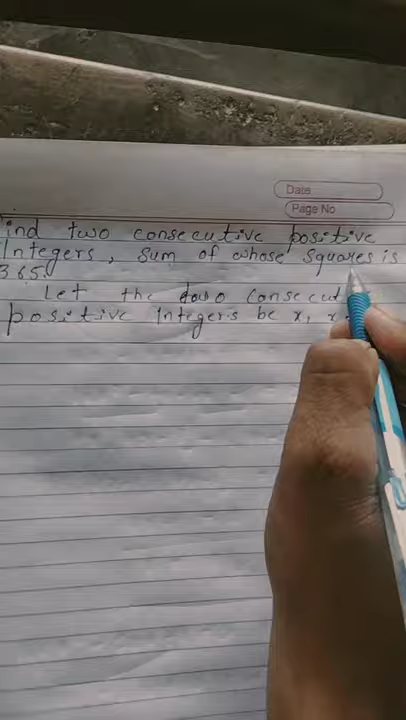 Date
Page No
ind two consecutive positive
Integers, sum of whose squares is
365.
Let the two consecut
positive Integers be x, x